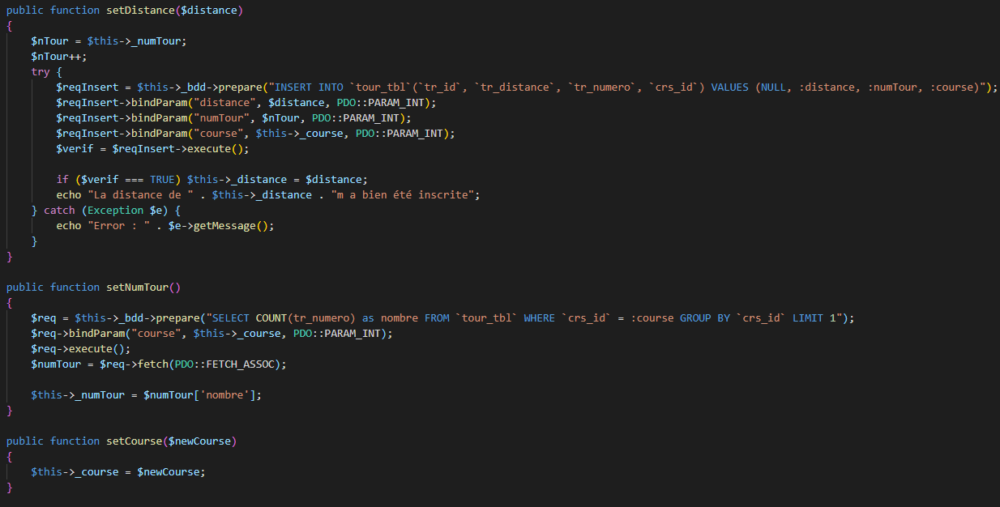 public function setDistance($distance)
{
    $nTour = $this->_numTour;
    $nTour++;
    try {
        $reqInsert = $this->_bdd->prepare("INSERT INTO `tour_tbl`(`tr_id`, `tr_distance`, `tr_numero`, `crs_id`) VALUES (NULL, :distance, :numTour, :course)");
        $reqInsert->bindParam("distance", $distance, PDO::PARAM_INT);
        $reqInsert->bindParam("numTour", $nTour, PDO::PARAM_INT);
        $reqInsert->bindParam("course", $this->_course, PDO::PARAM_INT);
        $verif = $reqInsert->execute();

        if ($verif === TRUE) $this->_distance = $distance;
        echo "La distance de " . $this->_distance . "m a bien été inscrite";
    } catch (Exception $e) {
        echo "Error : " . $e->getMessage();
    }
}

public function setNumTour()
{
    $req = $this->_bdd->prepare("SELECT COUNT(tr_numero) as nombre FROM `tour_tbl` WHERE `crs_id` = :course GROUP BY `crs_id` LIMIT 1");
    $req->bindParam("course", $this->_course, PDO::PARAM_INT);
    $req->execute();
    $numTour = $req->fetch(PDO::FETCH_ASSOC);

    $this->_numTour = $numTour['nombre'];
}

public function setCourse($newCourse)
{
    $this->_course = $newCourse;
}